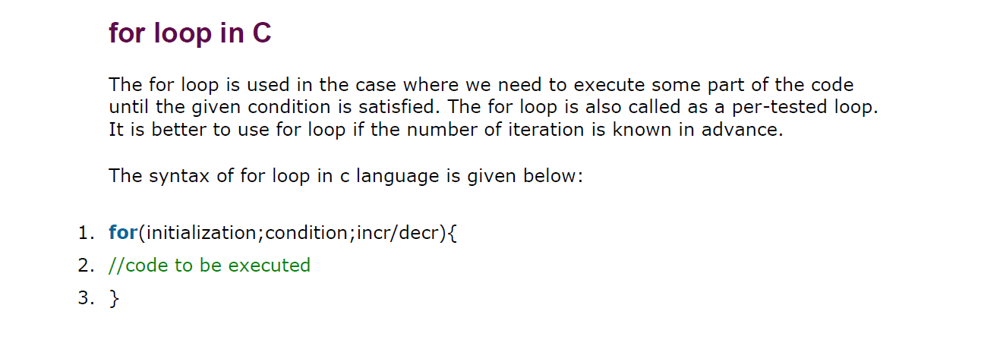 for loop in C
The for loop is used in the case where we need to execute some part of the code
until the given condition is satisfied. The for loop is also called as a per-tested loop.
It is better to use for loop if the number of iteration is known in advance.
The syntax of for loop in c language is given below:
1. for(initialization;condition;incr/decr){
2. //code to be executed
3. }